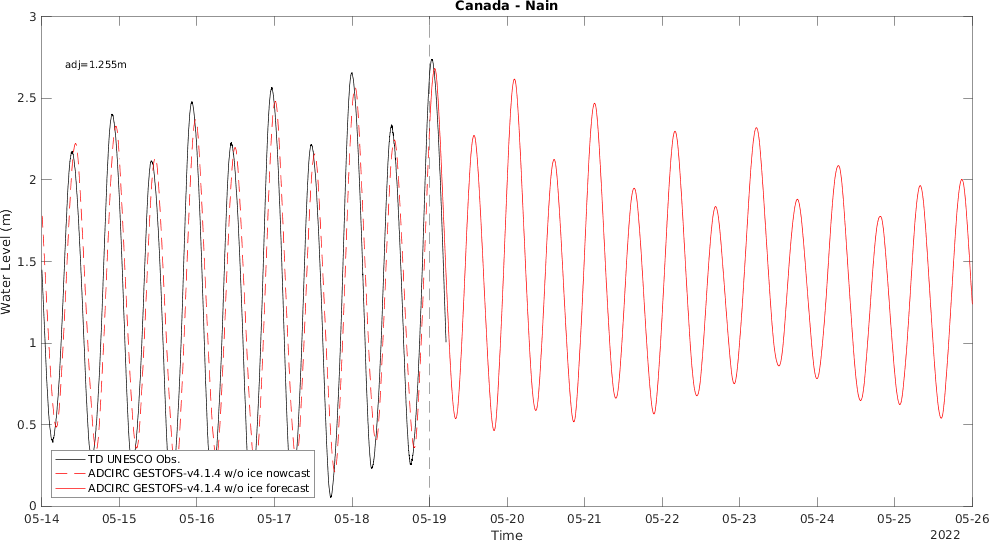 Canada - Nain
3
adj=1.255m
2.5
2
1.5
1
0.5
0
Water Level (m)
TD UNESCO Obs.
ADCIRC GESTOFS-v4.1.4 w/o ice nowcast
ADCIRC GESTOFS-v4.1.4 w/o ice forecast
05-14 05-15 05-16 05-17 05-18 05-19 05-20 05-21 05-22 05-23 05-24 05-25 05-26
Time
2022